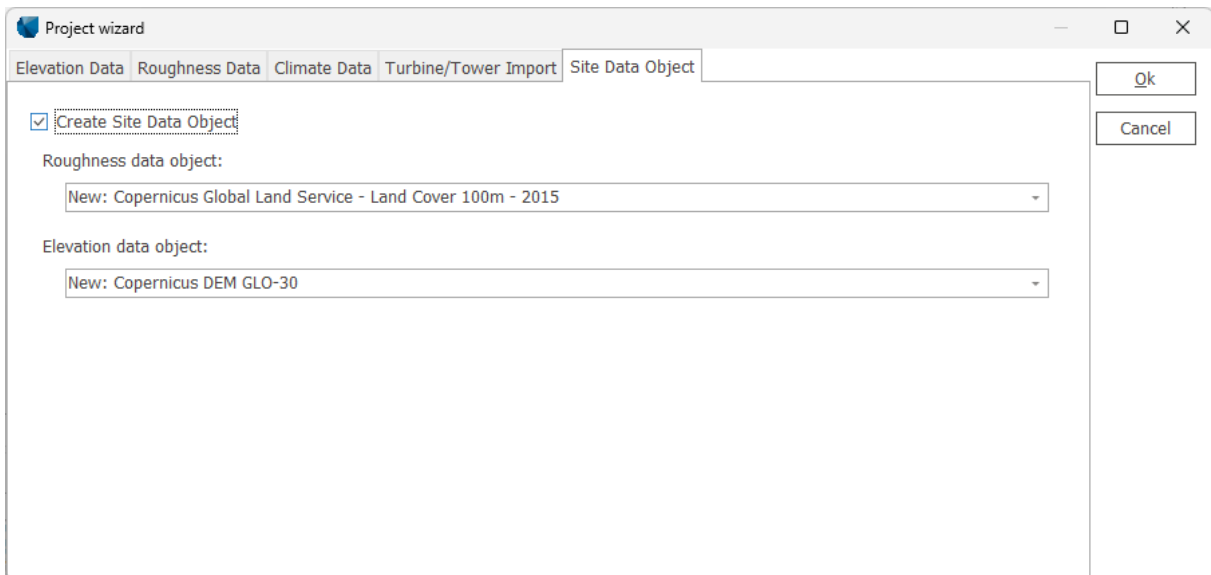 Project wizard
Elevation Data Roughness Data Climate Data Turbine/Tower Import Site Data Object
Ok
Create Site Data Object
Cancel
Roughness data object:
New: Copernicus Global Land Service - Land Cover 100m - 2015
Elevation data object:
New: Copernicus DEM GLO-30